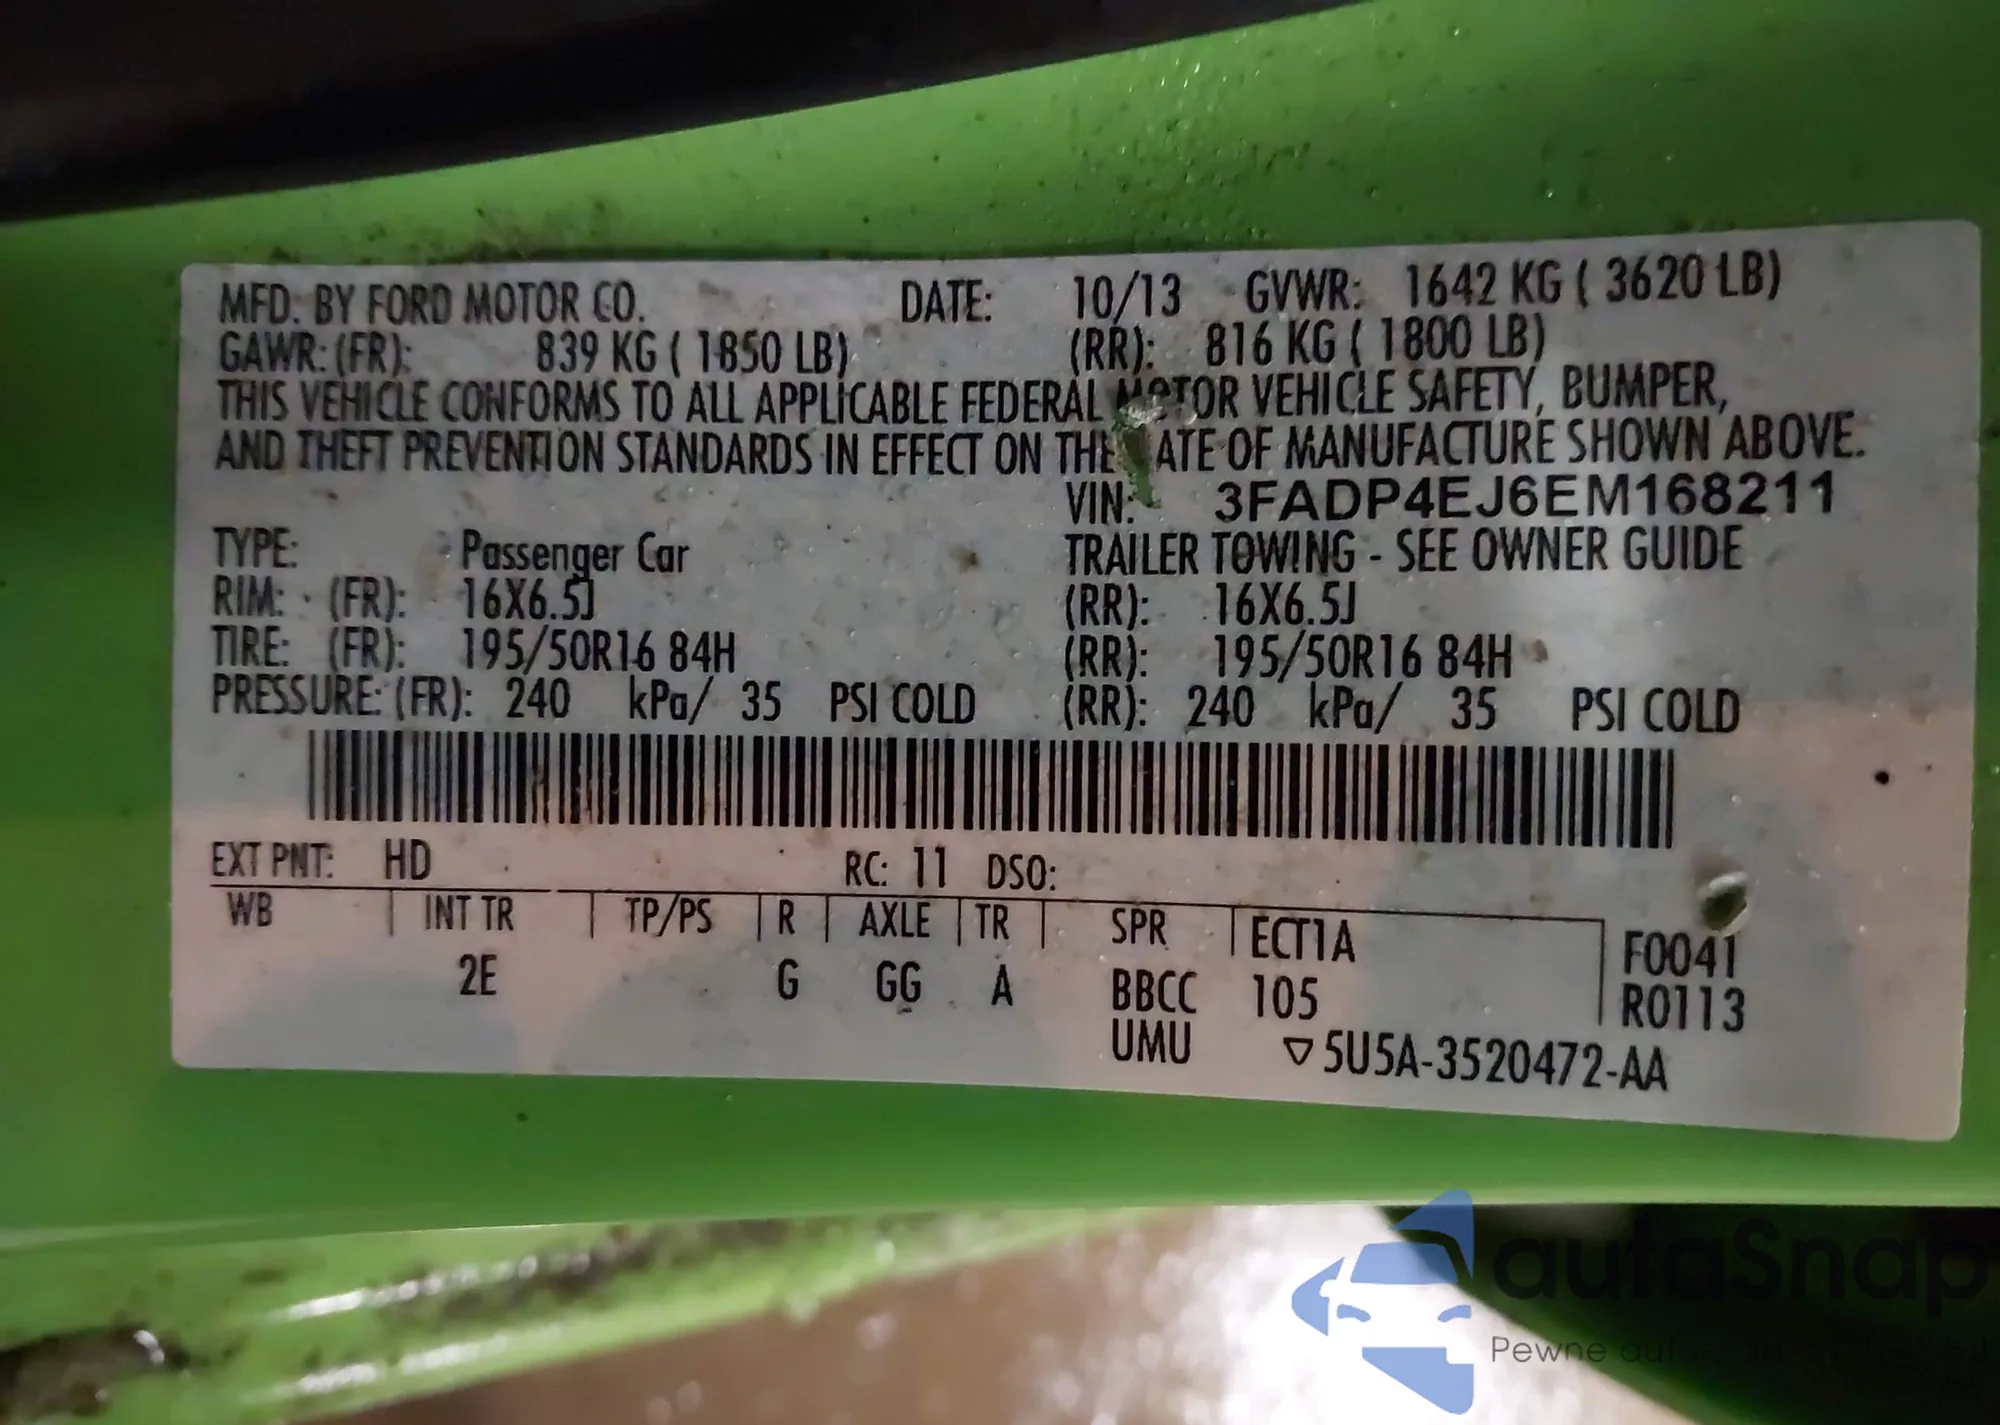 MFD. BY FORD MOTOR CO. DATE: 10/13 GVWR: 1642 KG ( 3620 LB)
GAWR: (FR): 839 KG ( 1850 LB) (RR): 816 KG ( 1800 LB)
THIS VEHICLE CONFORMS TO ALL APPLICABLE FEDERAL MOTOR VEHICLE SAFETY, BUMPER,
AND THEFT PREVENTION STANDARDS IN EFFECT ON THE DATE OF MANUFACTURE SHOWN ABOVE.
VIN: 3FADP4EJ6EM168211
TYPE: Passenger Car TRAILER TOWING - SEE OWNER GUIDE
RIM: (FR): 16X6.5J (RR): 16X6.5J
TIRE: (FR): 195/50R16 84H (RR): 195/50R16 84H
PRESSURE: (FR): 240 kPa/ 35 PSI COLD (RR): 240 kPa/ 35 PSI COLD
EXT PNT: HD RC: 11 DSO:
WB INT TR TP/PS R AXLE TR SPR ECT1A F0041
2E G GG A BBCC 105 R0113
UMU ▽5U5A-3520472-AA
autaSnap
Pewne